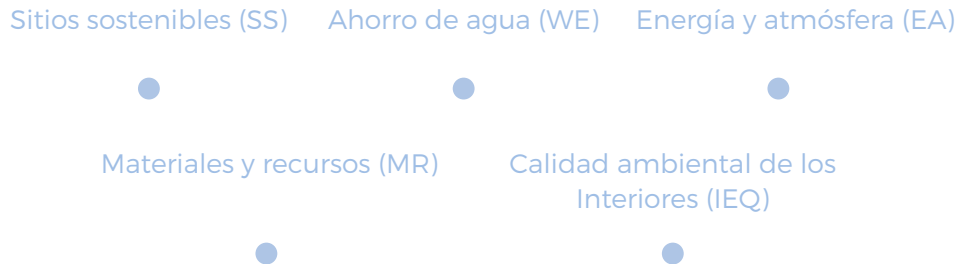 Sitios sostenibles (SS)
Ahorro de agua (WE)
Energía y atmósfera (EA)
Materiales y recursos (MR)
Calidad ambiental de los
Interiores (IEQ)